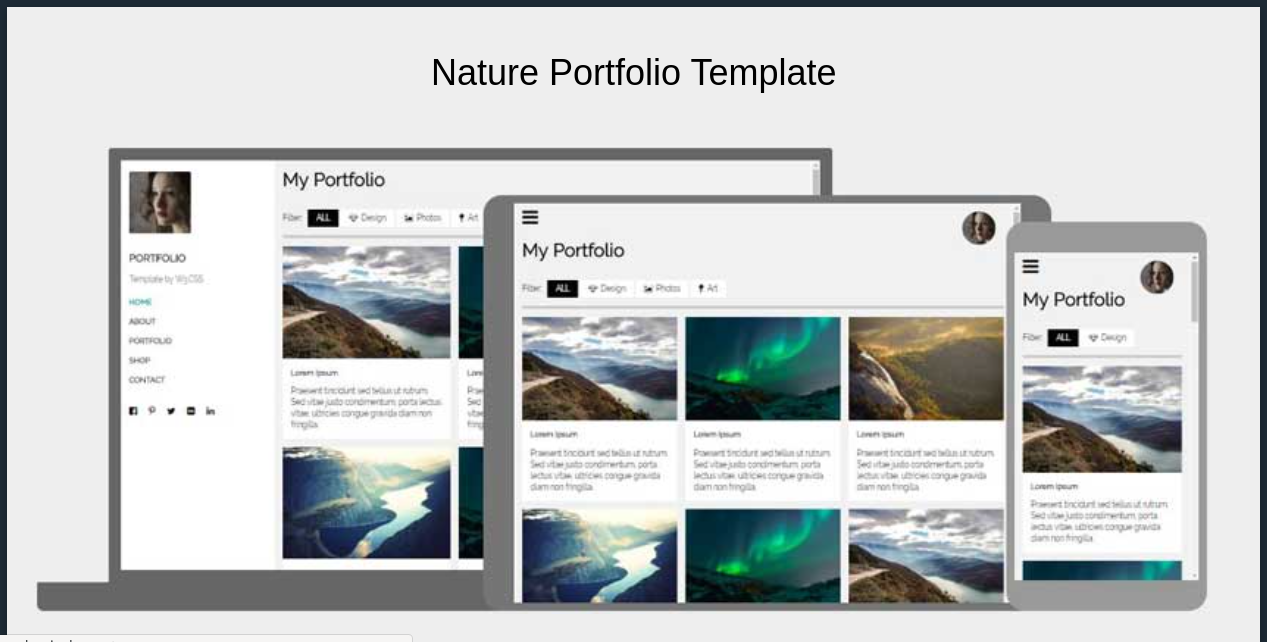 Nature Portfolio Template
My Portfolio
Filter: ALL Design Photos Art
PORTFOLIO
Template by W3.CSS
HOME
ABOUT
PORTFOLIO
SHOP
CONTACT
Lorem Ipsum
Praesent tincidunt sed tellus ut rutrum.
Sed vitae justo condimentum, porta lectus
vitae, ultricies congue gravida diam non
fringilla.
My Portfolio
Filter: ALL Design Photos Art
Lorem Ipsum
Praesent tincidunt sed tellus ut rutrum.
Sed vitae justo condimentum, porta
lectus vitae, ultricies congue gravida
diam non fringilla.
Lorem Ipsum
Praesent tincidunt sed tellus ut rutrum.
Sed vitae justo condimentum, porta
lectus vitae, ultricies congue gravida
diam non fringilla.
Lorem Ipsum
Praesent tincidunt sed tellus ut rutrum.
Sed vitae justo condimentum, porta
lectus vitae, ultricies congue gravida
diam non fringilla.
My Portfolio
Filter: ALL Design
Lorem Ipsum
Praesent tincidunt sed tellus ut rutrum.
Sed vitae justo condimentum, porta
lectus vitae, ultricies congue gravida
diam non fringilla.